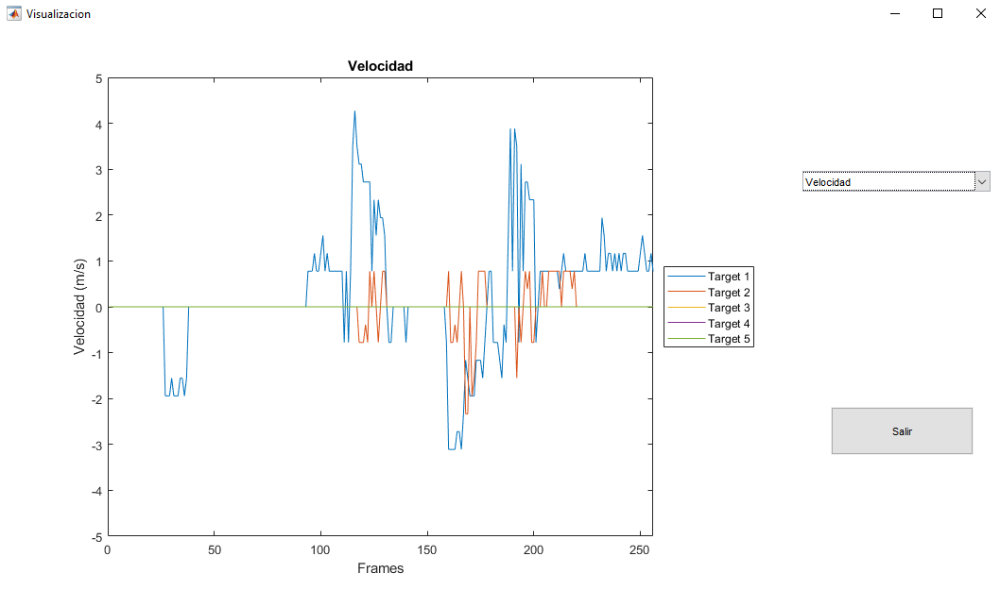 Visualizacion
Velocidad
5
4
3
2
1
0
-1
-2
-3
-4
-5
Velocidad (m/s)
0 50 100 150 200 250
Frames
Target 1
Target 2
Target 3
Target 4
Target 5
Velocidad
Salir